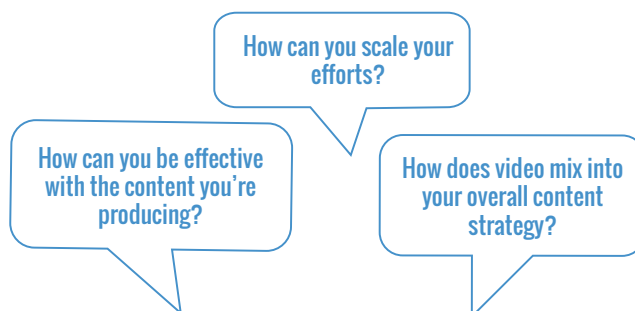 How can you scale your
efforts?
How can you be effective
with the content you're
producing?
How does video mix into
your overall content
strategy?